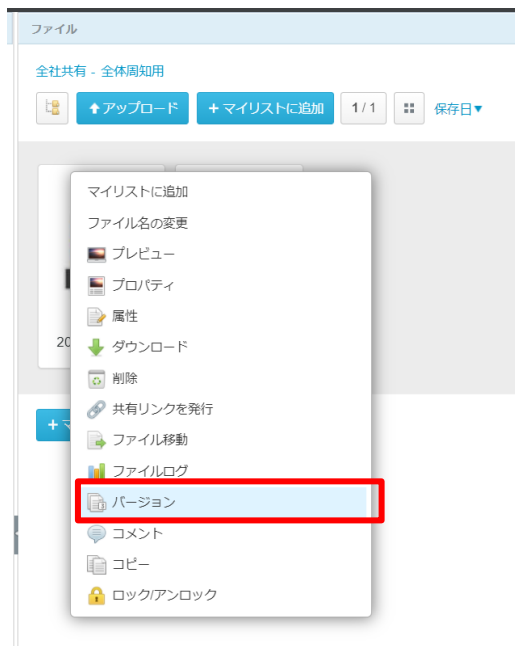 ファイル
全社共有 - 全体周知用
アップロード +マイリストに追加 1/1 保存日▼
マイリストに追加
ファイル名の変更
プレビュー
プロパティ
属性
20
ダウンロード
削除
共有リンクを発行
+マ
ファイル移動
ファイルログ
バージョン
コメント
コピー
ロック/アンロック